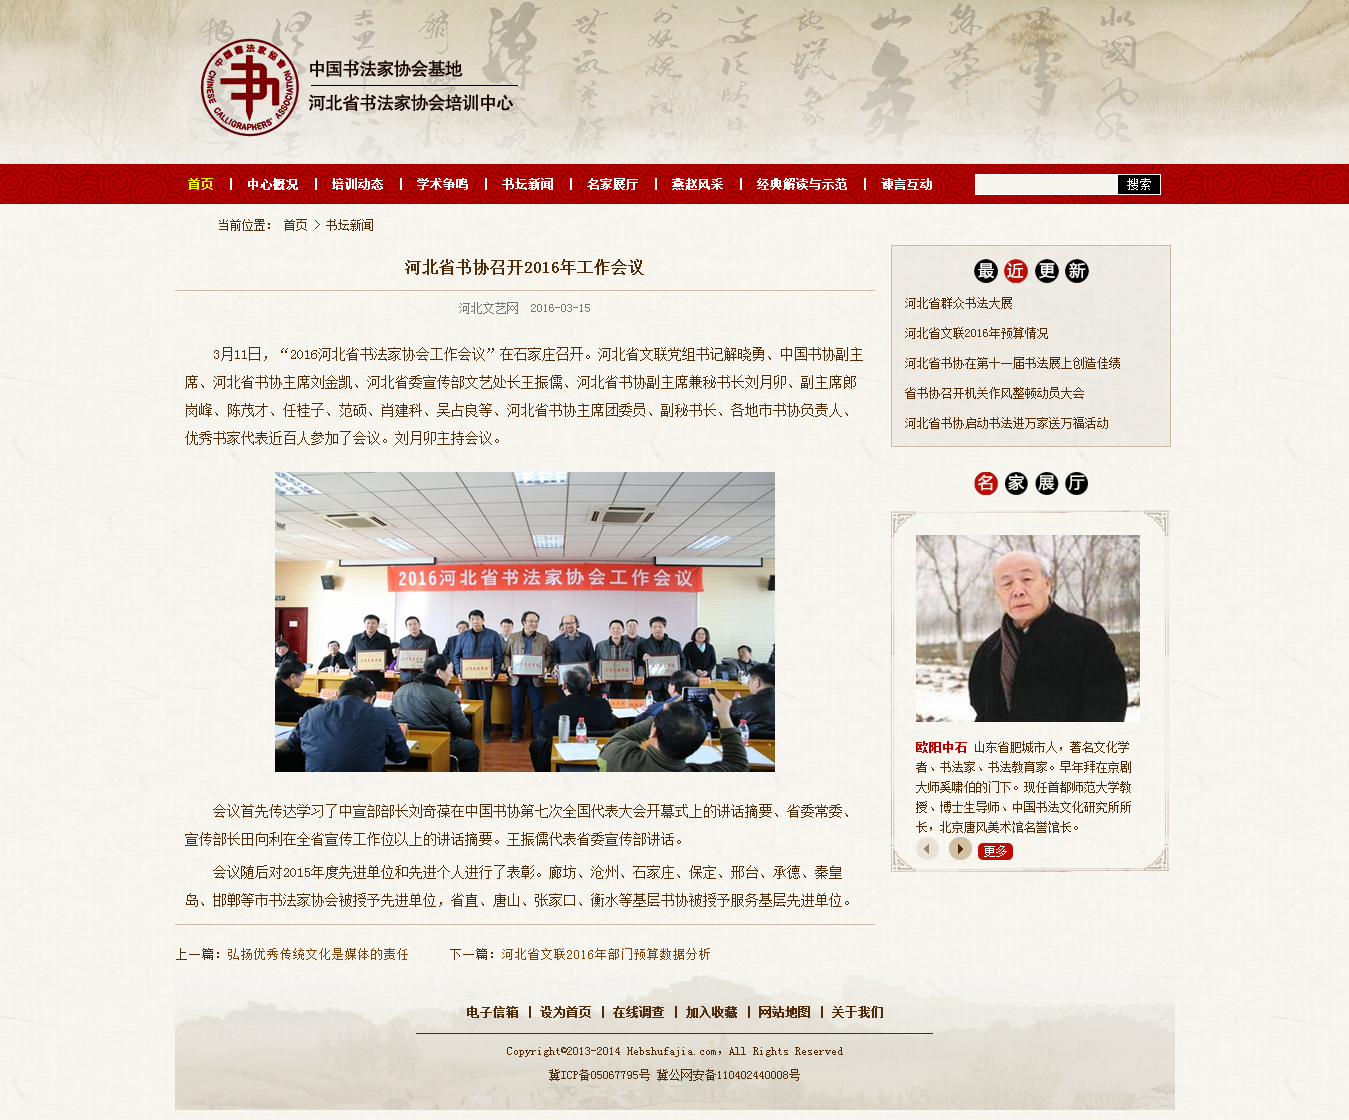 中国书法家协会
CHINESE CALLIGRAPHERS' ASSOCIATION
中国书法家协会基地
河北省书法家协会培训中心
首页 | 中心概况 | 培训动态 | 学术争鸣 | 书坛新闻 | 名家展厅 | 燕赵风采 | 经典解读与示范 | 谏言互动 搜索
当前位置: 首页 > 书坛新闻
河北省书协召开2016年工作会议
河北文艺网 2016-03-15
3月11日，“2016河北省书法家协会工作会议”在石家庄召开。河北省文联党组书记解晓勇、中国书协副主
席、河北省书协主席刘金凯、河北省委宣传部文艺处长王振儒、河北省书协副主席兼秘书长刘月卯、副主席郎
岗峰、陈茂才、任桂子、范硕、肖建科、吴占良等、河北省书协主席团委员、副秘书长、各地市书协负责人、
优秀书家代表近百人参加了会议。刘月卯主持会议。
2016河北省书法家协会工作会议
会议首先传达学习了中宣部部长刘奇葆在中国书协第七次全国代表大会开幕式上的讲话摘要、省委常委、
宣传部长田向利在全省宣传工作位以上的讲话摘要。王振儒代表省委宣传部讲话。
会议随后对2015年度先进单位和先进个人进行了表彰。廊坊、沧州、石家庄、保定、邢台、承德、秦皇
岛、邯郸等市书法家协会被授予先进单位，省直、唐山、张家口、衡水等基层书协被授予服务基层先进单位。
上一篇：弘扬优秀传统文化是媒体的责任 下一篇：河北省文联2016年部门预算数据分析
最近更新
河北省群众书法大展
河北省文联2016年预算情况
河北省书协在第十一届书法展上创造佳绩
省书协召开机关作风整顿动员大会
河北省书协启动书法进万家送万福活动
名家展厅
欧阳中石 山东省肥城市人，著名文化学
者、书法家、书法教育家。早年拜在京剧
大师奚啸伯的门下。现任首都师范大学教
授、博士生导师、中国书法文化研究所所
长，北京唐风美术馆名誉馆长。
更多
电子信箱 | 设为首页 | 在线调查 | 加入收藏 | 网站地图 | 关于我们
Copyright©2013-2014 Hebshufajia.com，All Rights Reserved
冀ICP备05067795号 冀公网安备110402440008号